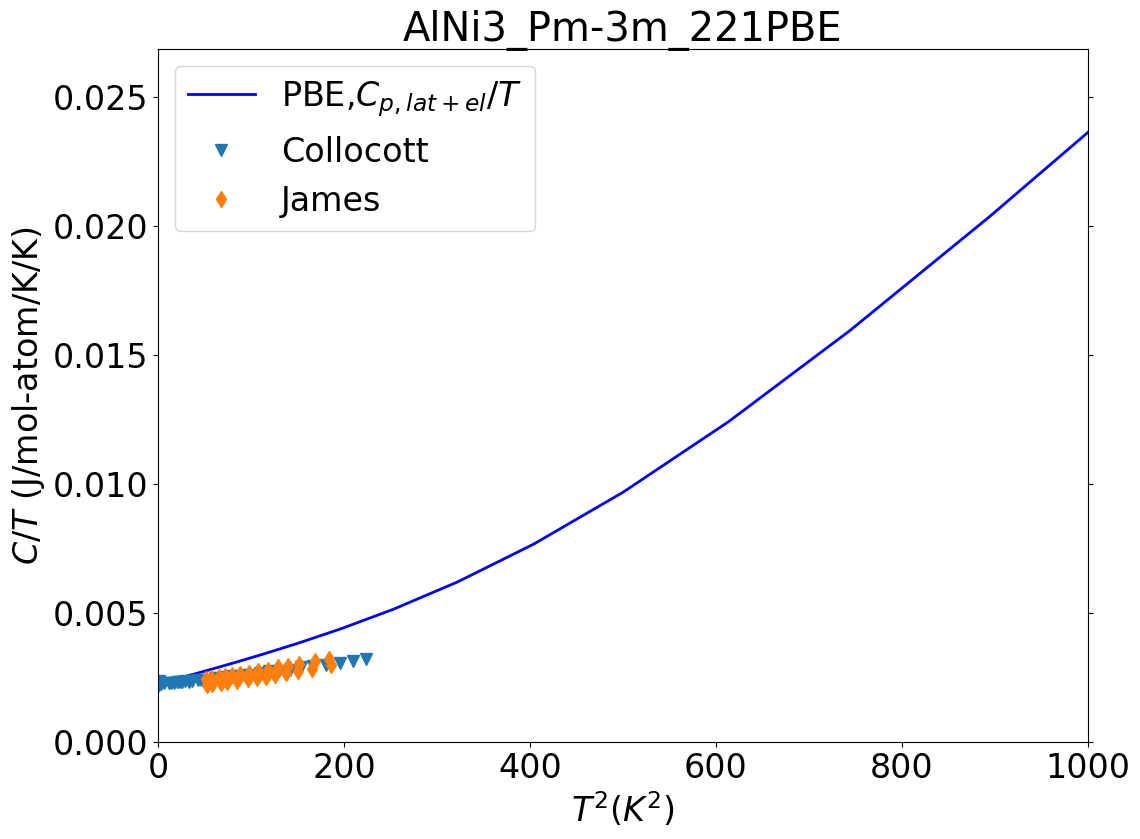 AlNi3_Pm-3m_221PBE
PBE,$C_{p, lat+el}/T$
Collocott
James
0.025
0.020
0.015
0.010
0.005
0.000
C/T (J/mol-atom/K/K)
0 200 400 600 800 1000
$T^2(K^2)$